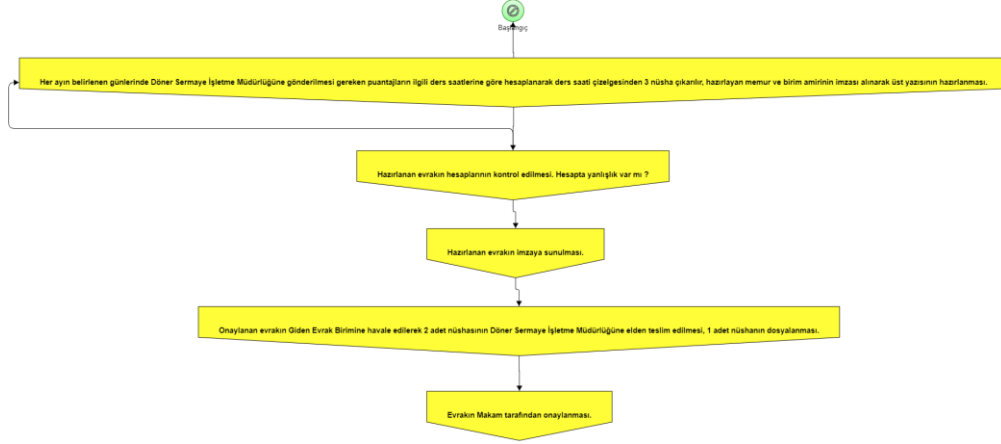 Başlangıç
Her ayın belirlenen günlerinde Döner Sermaye İşletme Müdürlüğüne gönderilmesi gereken puantajların ilgili ders saatlerine göre hesaplanarak ders saati çizelgesinden 3 nüsha çıkarılır, hazırlayan memur ve birim amirinin imzası alınarak üst yazısının hazırlanması.
Hazırlanan evrakın hesaplarının kontrol edilmesi. Hesapta yanlışlık var mı ?
Hazırlanan evrakın imzaya sunulması.
Onaylanan evrakın Giden Evrak Birimine havale edilerek 2 adet nüshasının Döner Sermaye İşletme Müdürlüğüne elden teslim edilmesi, 1 adet nüshanın dosyalanması.
Evrakın Makam tarafından onaylanması.